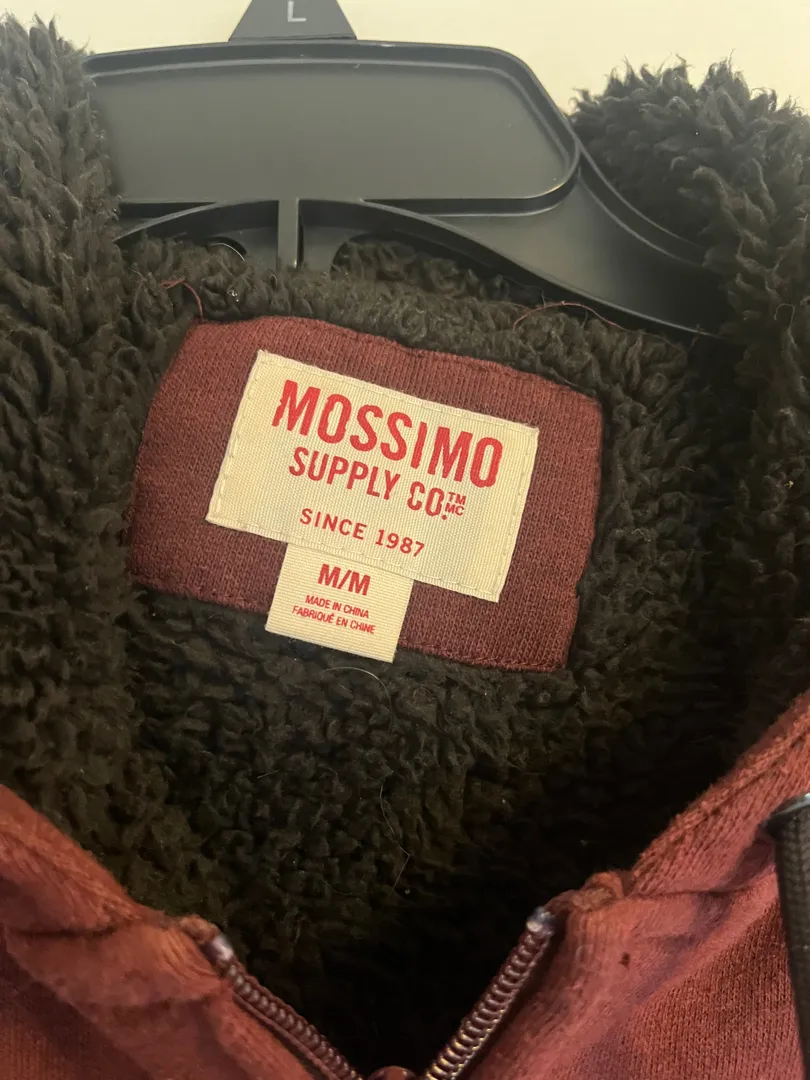 L
MOSSIMO
SUPPLY CO.™ MC
SINCE 1987
M/M
MADE IN CHINA
FABRIQUÉ EN CHINE